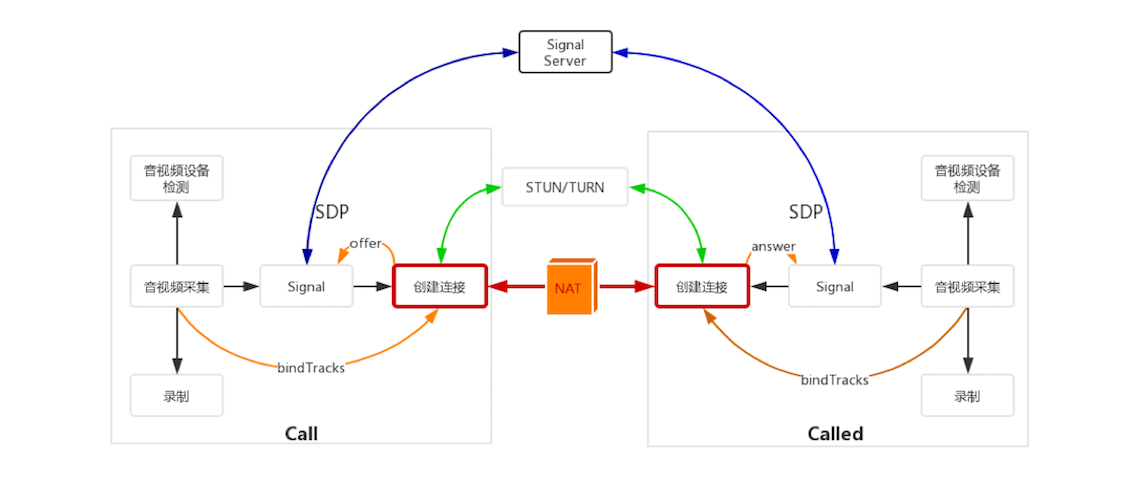 Signal
Server
音视频设备
检测
STUN/TURN
音视频设备
检测
SDP
SDP
offer
answer
音视频采集
Signal
创建连接
NAT
创建连接
Signal
音视频采集
bindTracks
bindTracks
录制
录制
Call
Called